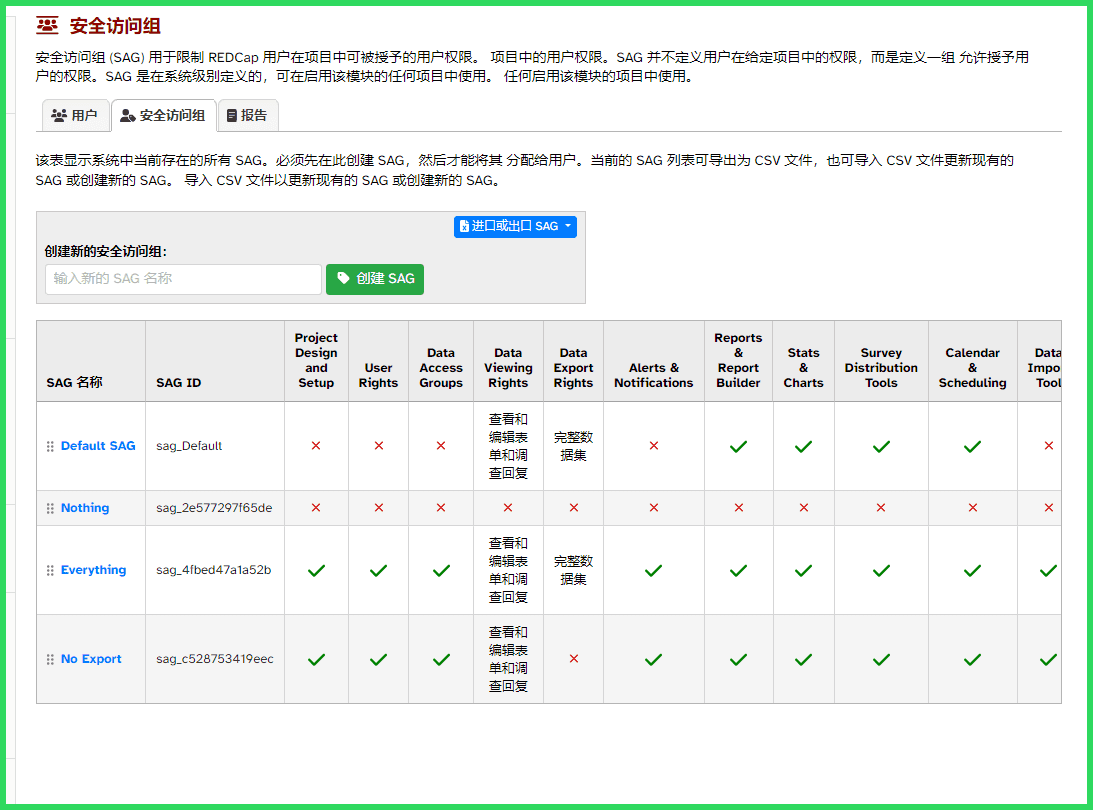 安全访问组
安全访问组 (SAG) 用于限制 REDCap 用户在项目中可被授予的用户权限。 项目中的用户权限。SAG 并不定义用户在给定项目中的权限，而是定义一组 允许授予用
户的权限。SAG 是在系统级别定义的，可在启用该模块的任何项目中使用。 任何启用该模块的项目中使用。
用户 安全访问组 报告
该表显示系统中当前存在的所有 SAG。必须先在此创建 SAG，然后才能将其 分配给用户。当前的 SAG 列表可导出为 CSV 文件，也可导入 CSV 文件更新现有的
SAG 或创建新的 SAG。 导入 CSV 文件以更新现有的 SAG 或创建新的 SAG。
进口或出口 SAG
创建新的安全访问组：
输入新的 SAG 名称 创建 SAG
SAG 名称
SAG ID
Project
Design
and
Setup
User
Rights
Data
Access
Groups
Data
Viewing
Rights
Data
Export
Rights
Alerts &
Notifications
Reports
&
Report
Builder
Stats
&
Charts
Survey
Distribution
Tools
Calendar
&
Scheduling
Data
Impo
Tool
Default SAG
sag_Default
查看和
编辑表
单和调
查回复
完整数
据集
Nothing
sag_2e577297f65de
Everything
sag_4fbed47a1a52b
查看和
编辑表
单和调
查回复
完整数
据集
No Export
sag_c528753419eec
查看和
编辑表
单和调
查回复